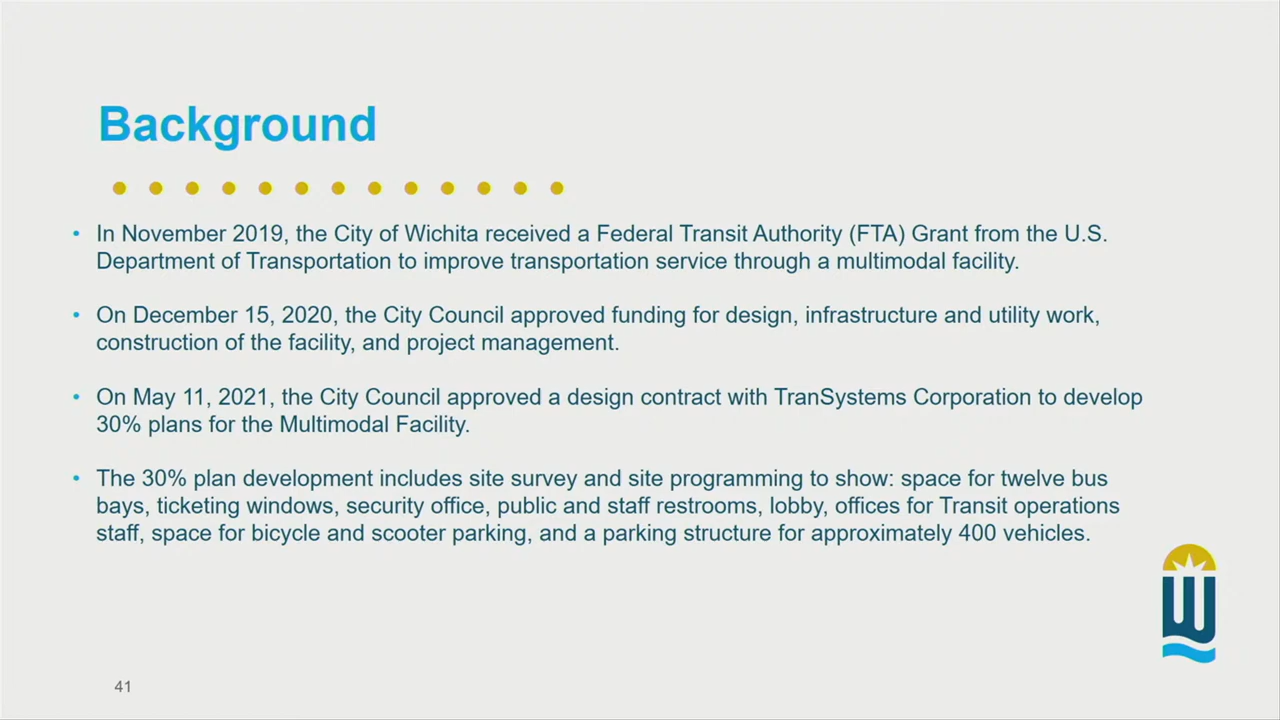 Background
• In November 2019, the City of Wichita received a Federal Transit Authority (FTA) Grant from the U.S.
Department of Transportation to improve transportation service through a multimodal facility.
• On December 15, 2020, the City Council approved funding for design, infrastructure and utility work,
construction of the facility, and project management.
• On May 11, 2021, the City Council approved a design contract with TranSystems Corporation to develop
30% plans for the Multimodal Facility.
• The 30% plan development includes site survey and site programming to show: space for twelve bus
bays, ticketing windows, security office, public and staff restrooms, lobby, offices for Transit operations
staff, space for bicycle and scooter parking, and a parking structure for approximately 400 vehicles.
W
41